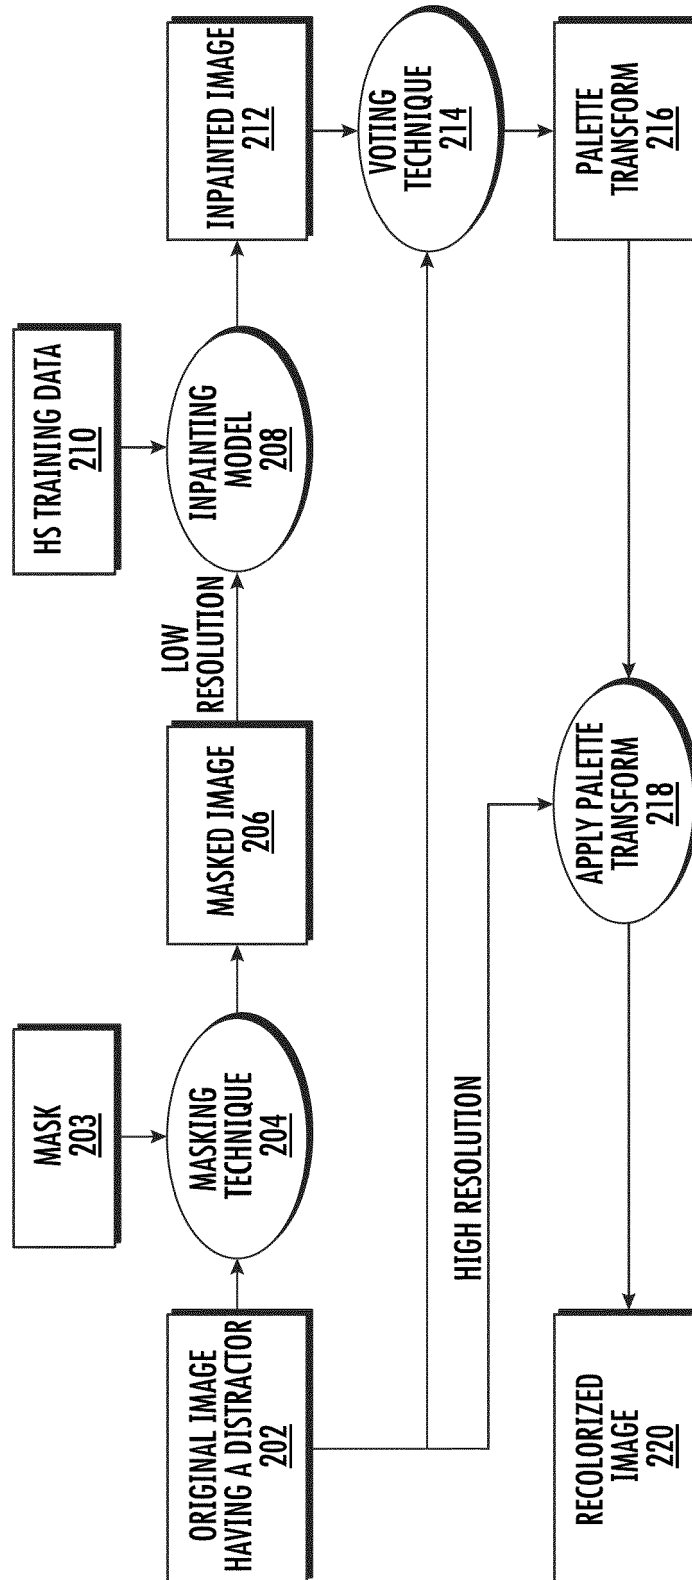 MASK
203
HS TRAINING DATA
210
ORIGINAL IMAGE
HAVING A DISTRACTOR
202
MASKING
TECHNIQUE
204
MASKED IMAGE
206
LOW
RESOLUTION
INPAINTING
MODEL
208
INPAINTED IMAGE
212
VOTING
TECHNIQUE
214
HIGH RESOLUTION
RECOLORIZED
IMAGE
220
APPLY PALETTE
TRANSFORM
218
PALETTE
TRANSFORM
216